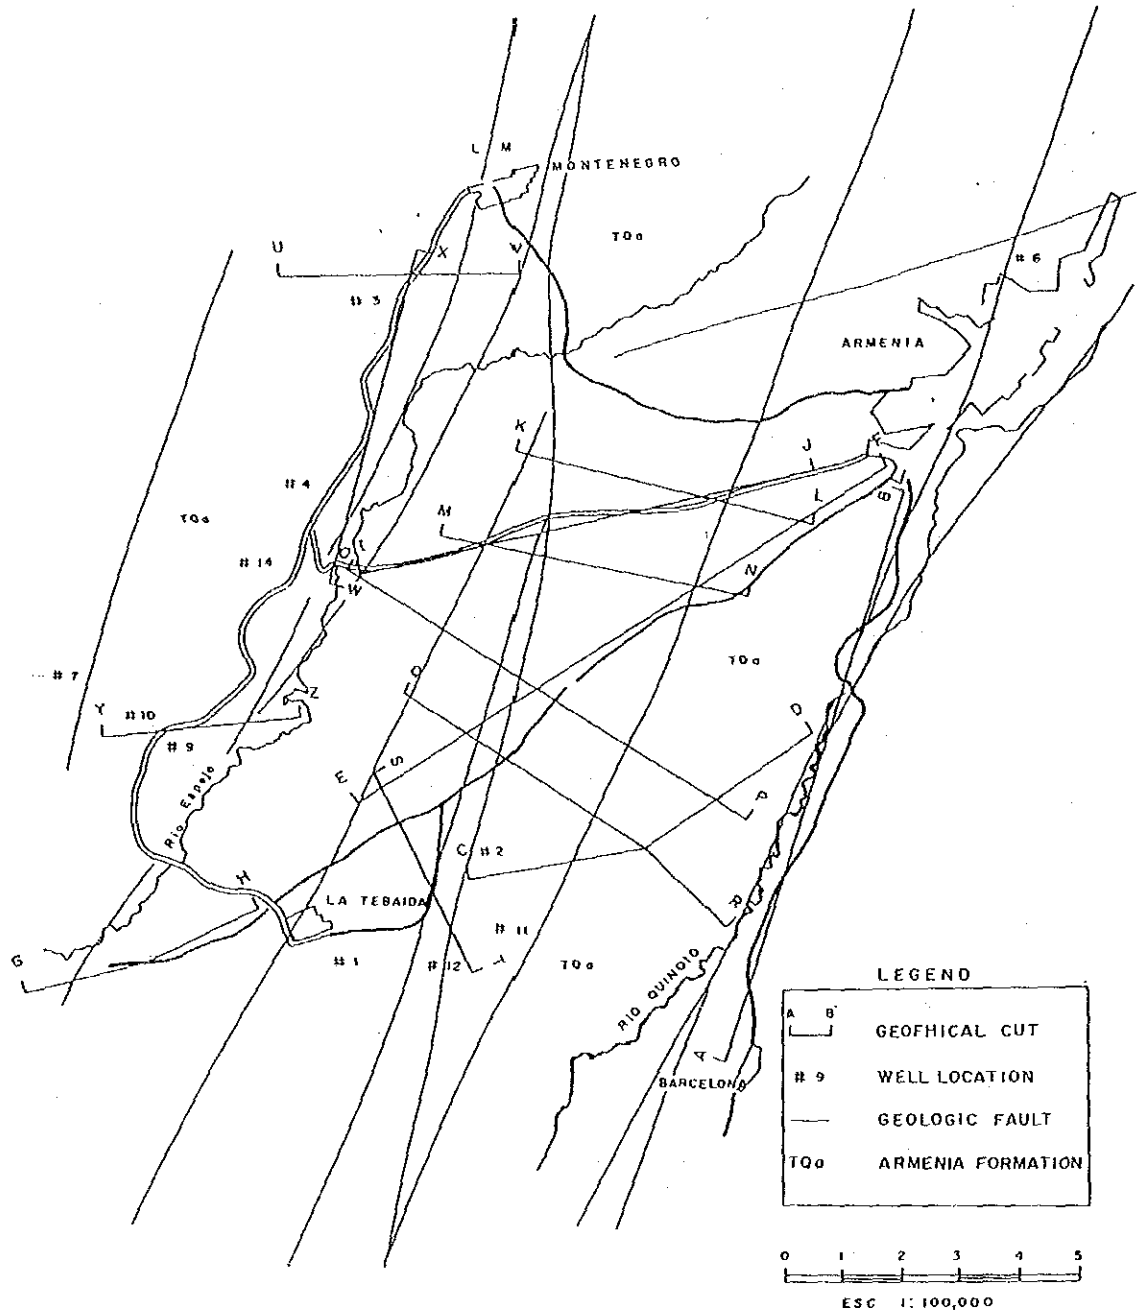 L M
MONTENEGRO
TQa
U
X
V
# 6
# 3
ARMENIA
K
J
F
B
I
# 4
M
L
TQa
# 14
O I
W
N
TQa
# 7
Q
Z
Y
# 10
# 9
D
S
E
P
Rio Espejo
C # 2
H
LA TEBAIDA
R
# 11
G
# 1
# 12
T
TQa
RIO QUINDIO
A
BARCELONA
LEGEND
A B
GEOFHICAL CUT
# 9 WELL LOCATION
GEOLOGIC FAULT
TQa ARMENIA FORMATION
0 1 2 3 4 5
ESC 1:100,000